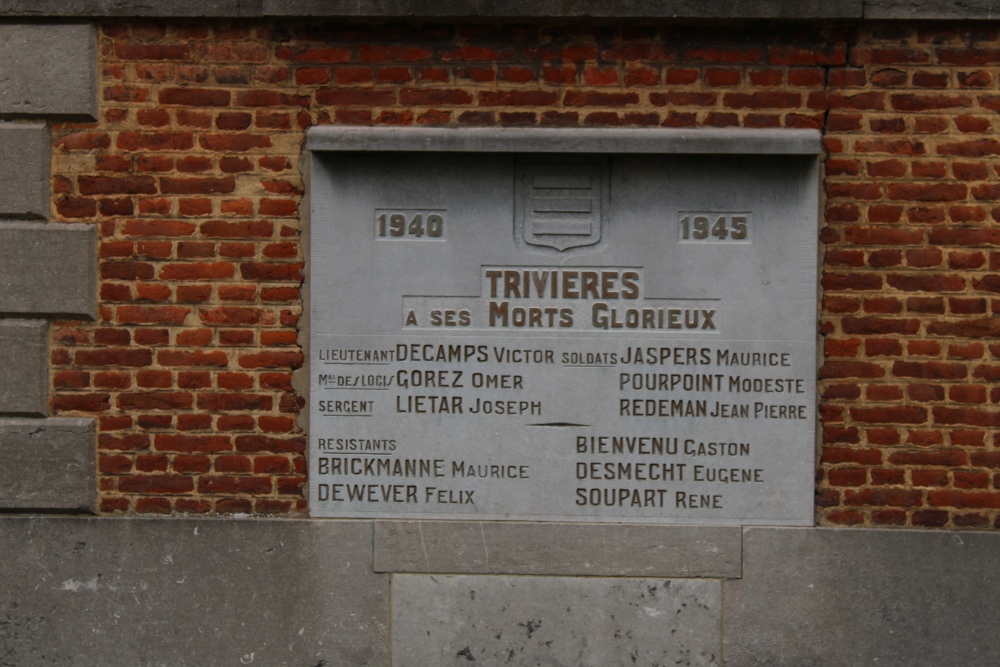 1940 1945
TRIVIERES
A SES MORTS GLORIEUX
LIEUTENANT DECAMPS VICTOR SOLDATS JASPERS MAURICE
MAL DES LOGIS GOREZ OMER POURPOINT MODESTE
SERGENT LIETAR JOSEPH REDEMAN JEAN PIERRE
RESISTANTS BIENVENU GASTON
BRICKMANNE MAURICE DESMECHT EUGENE
DEWEVER FELIX SOUPART RENE